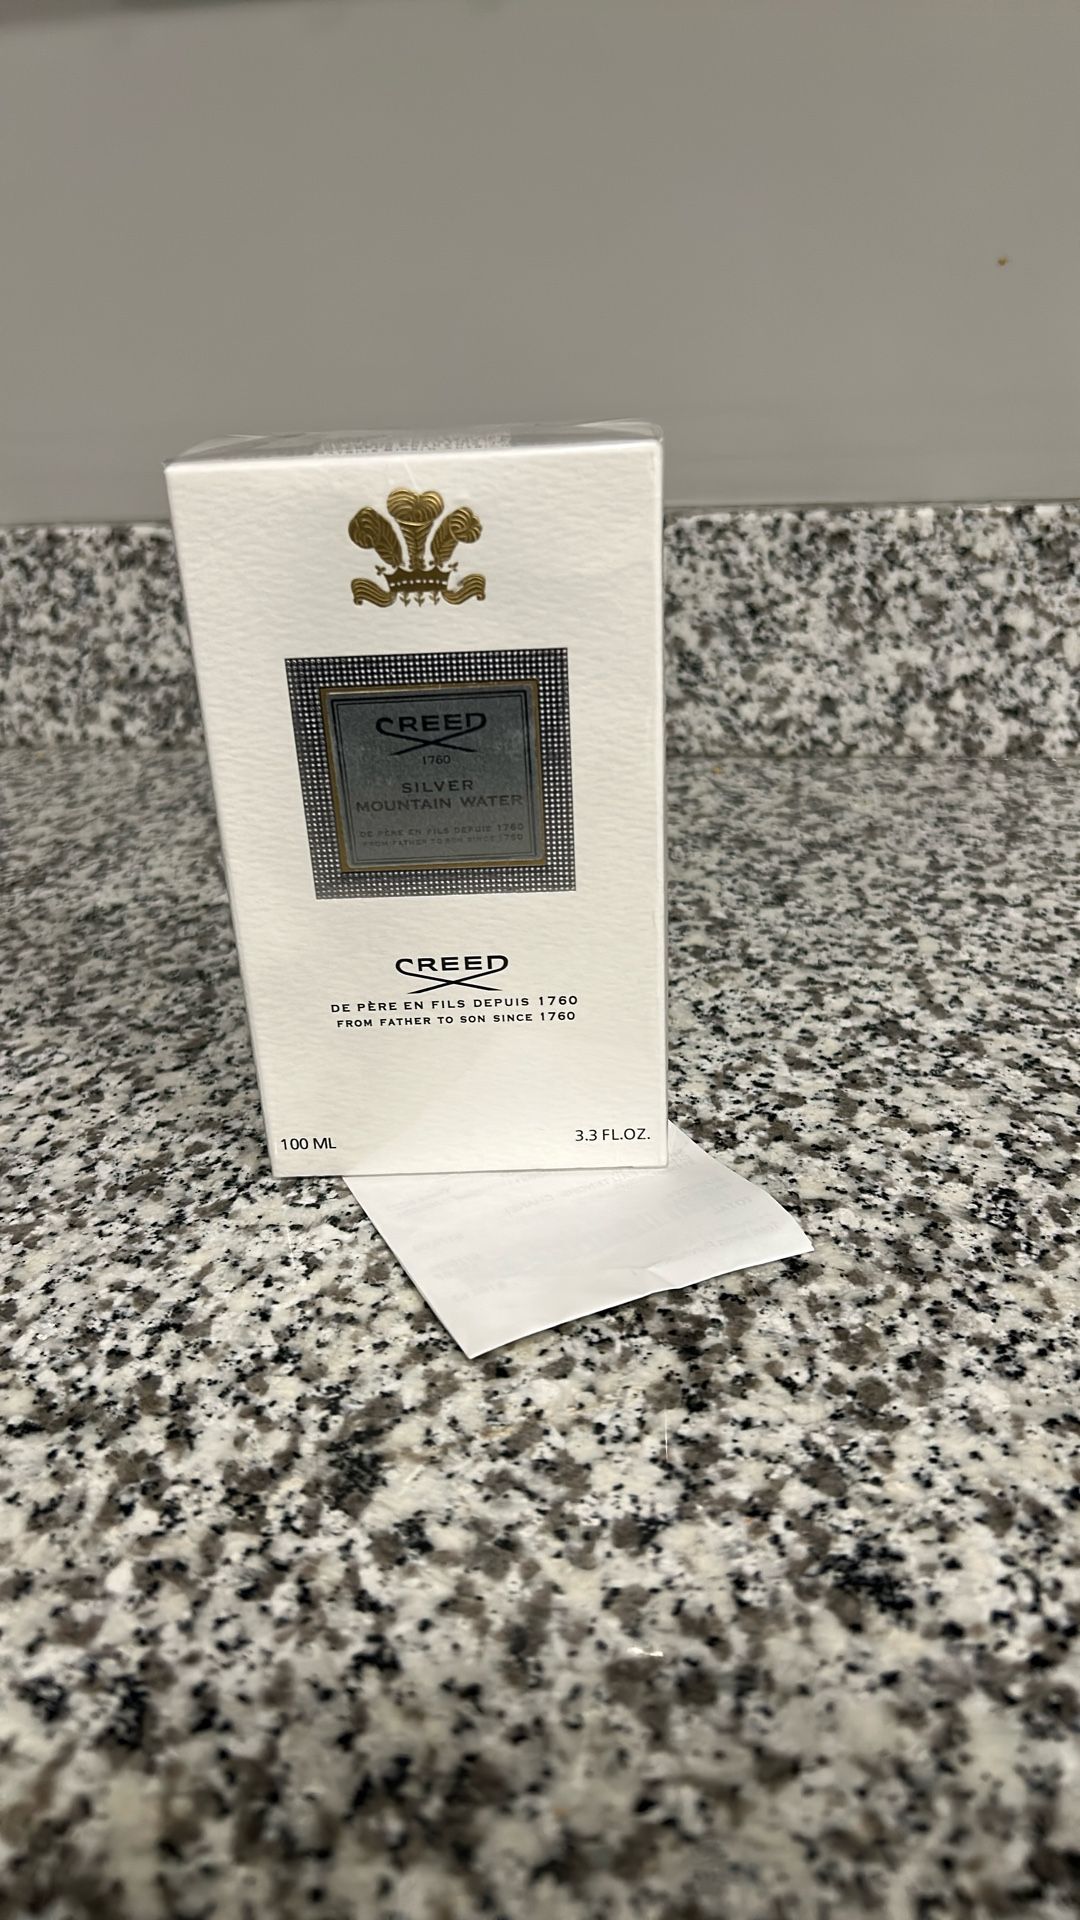 CREED
1760
SILVER
MOUNTAIN WATER
DE PÈRE EN FILS DEPUIS 1760
FROM FATHER TO SON SINCE 1760
CREED
DE PÈRE EN FILS DEPUIS 1760
FROM FATHER TO SON SINCE 1760
100 ML
3.3 FL.OZ.